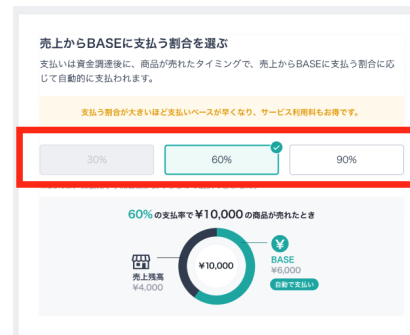 売上からBASEに支払う割合を選ぶ
支払いは資金調達後に、商品が売れたタイミングで、売上からBASEに支払う割合に応
じて自動的に支払われます。
支払う割合が大きいほど支払いペースが早くなり、サービス利用料もお得です。
30%
60%
90%
60%の支払率で¥10,000の商品が売れたとき
¥10,000
売上残高
¥4,000
¥
BASE
¥6,000
自動で支払い